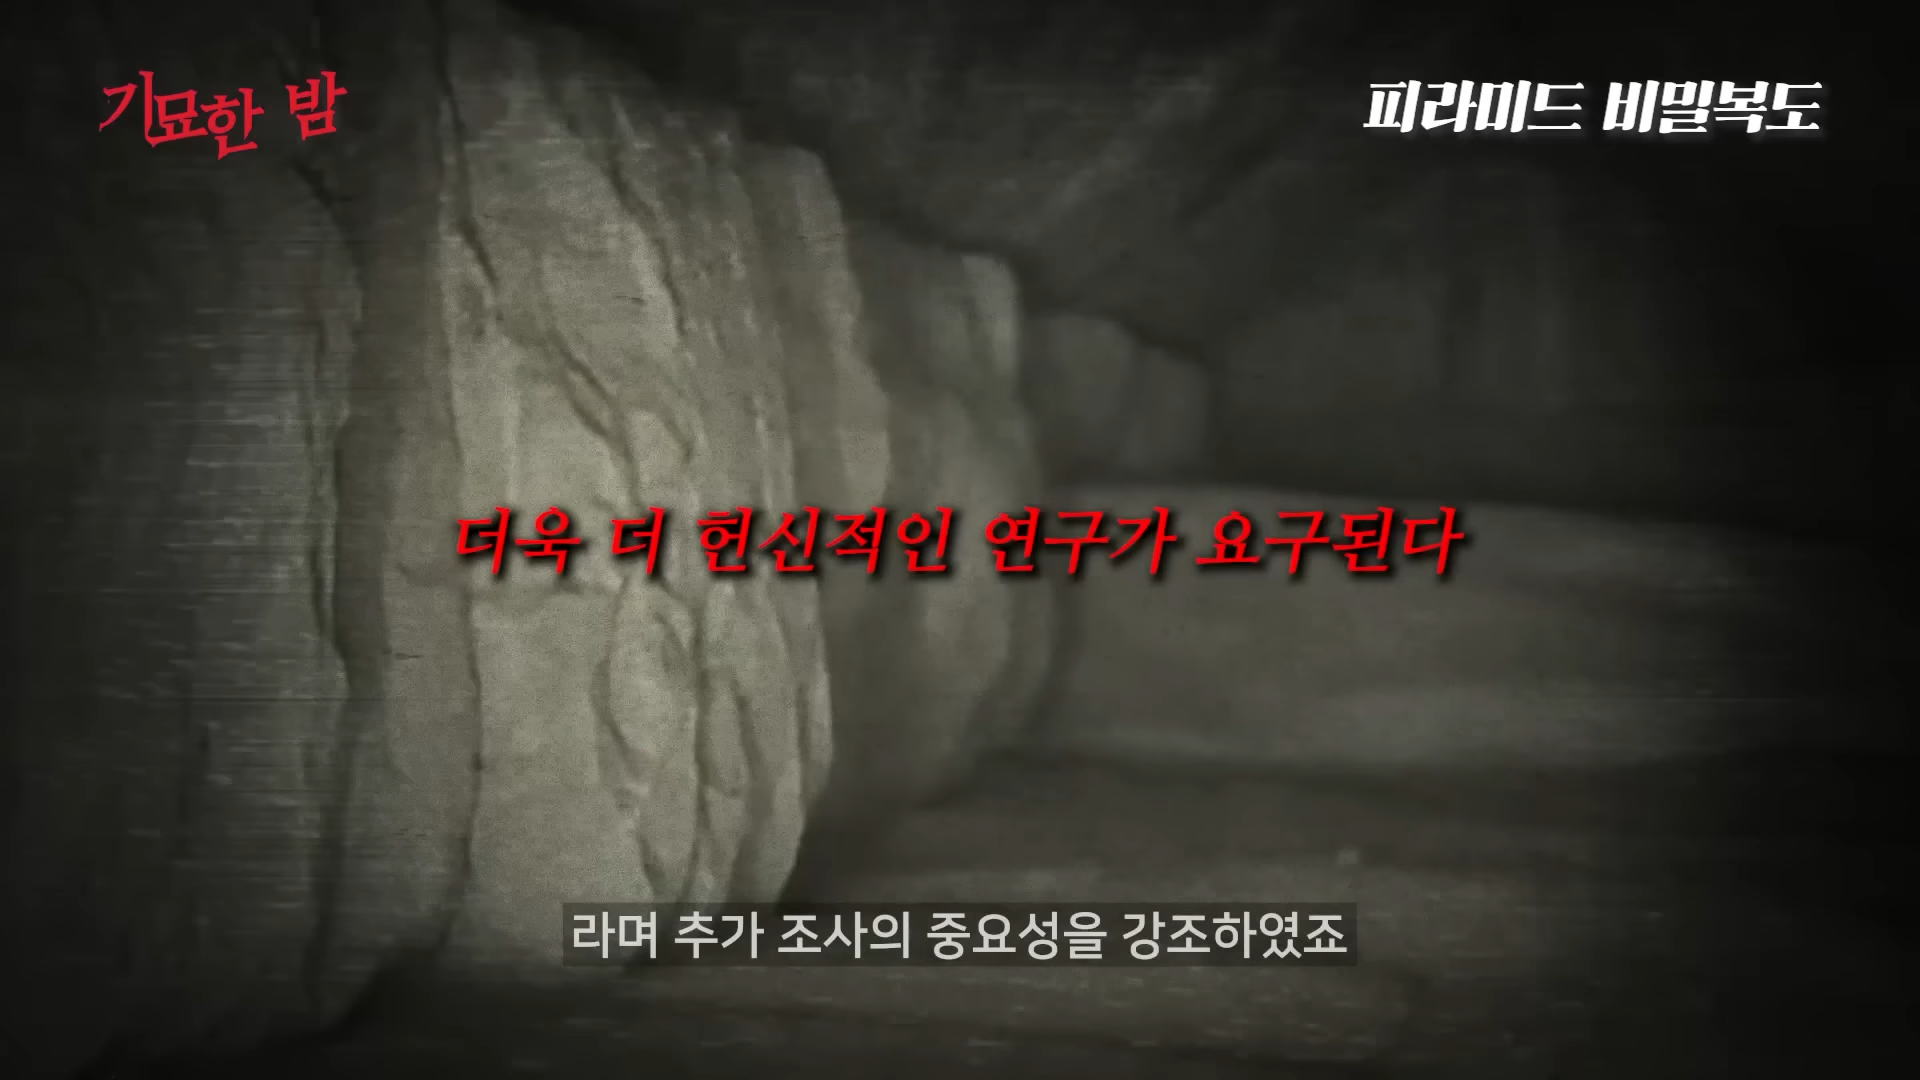 기묘한 밤
피라미드 비밀복도
더욱 더 헌신적인 연구가 요구된다
라며 추가 조사의 중요성을 강조하였죠